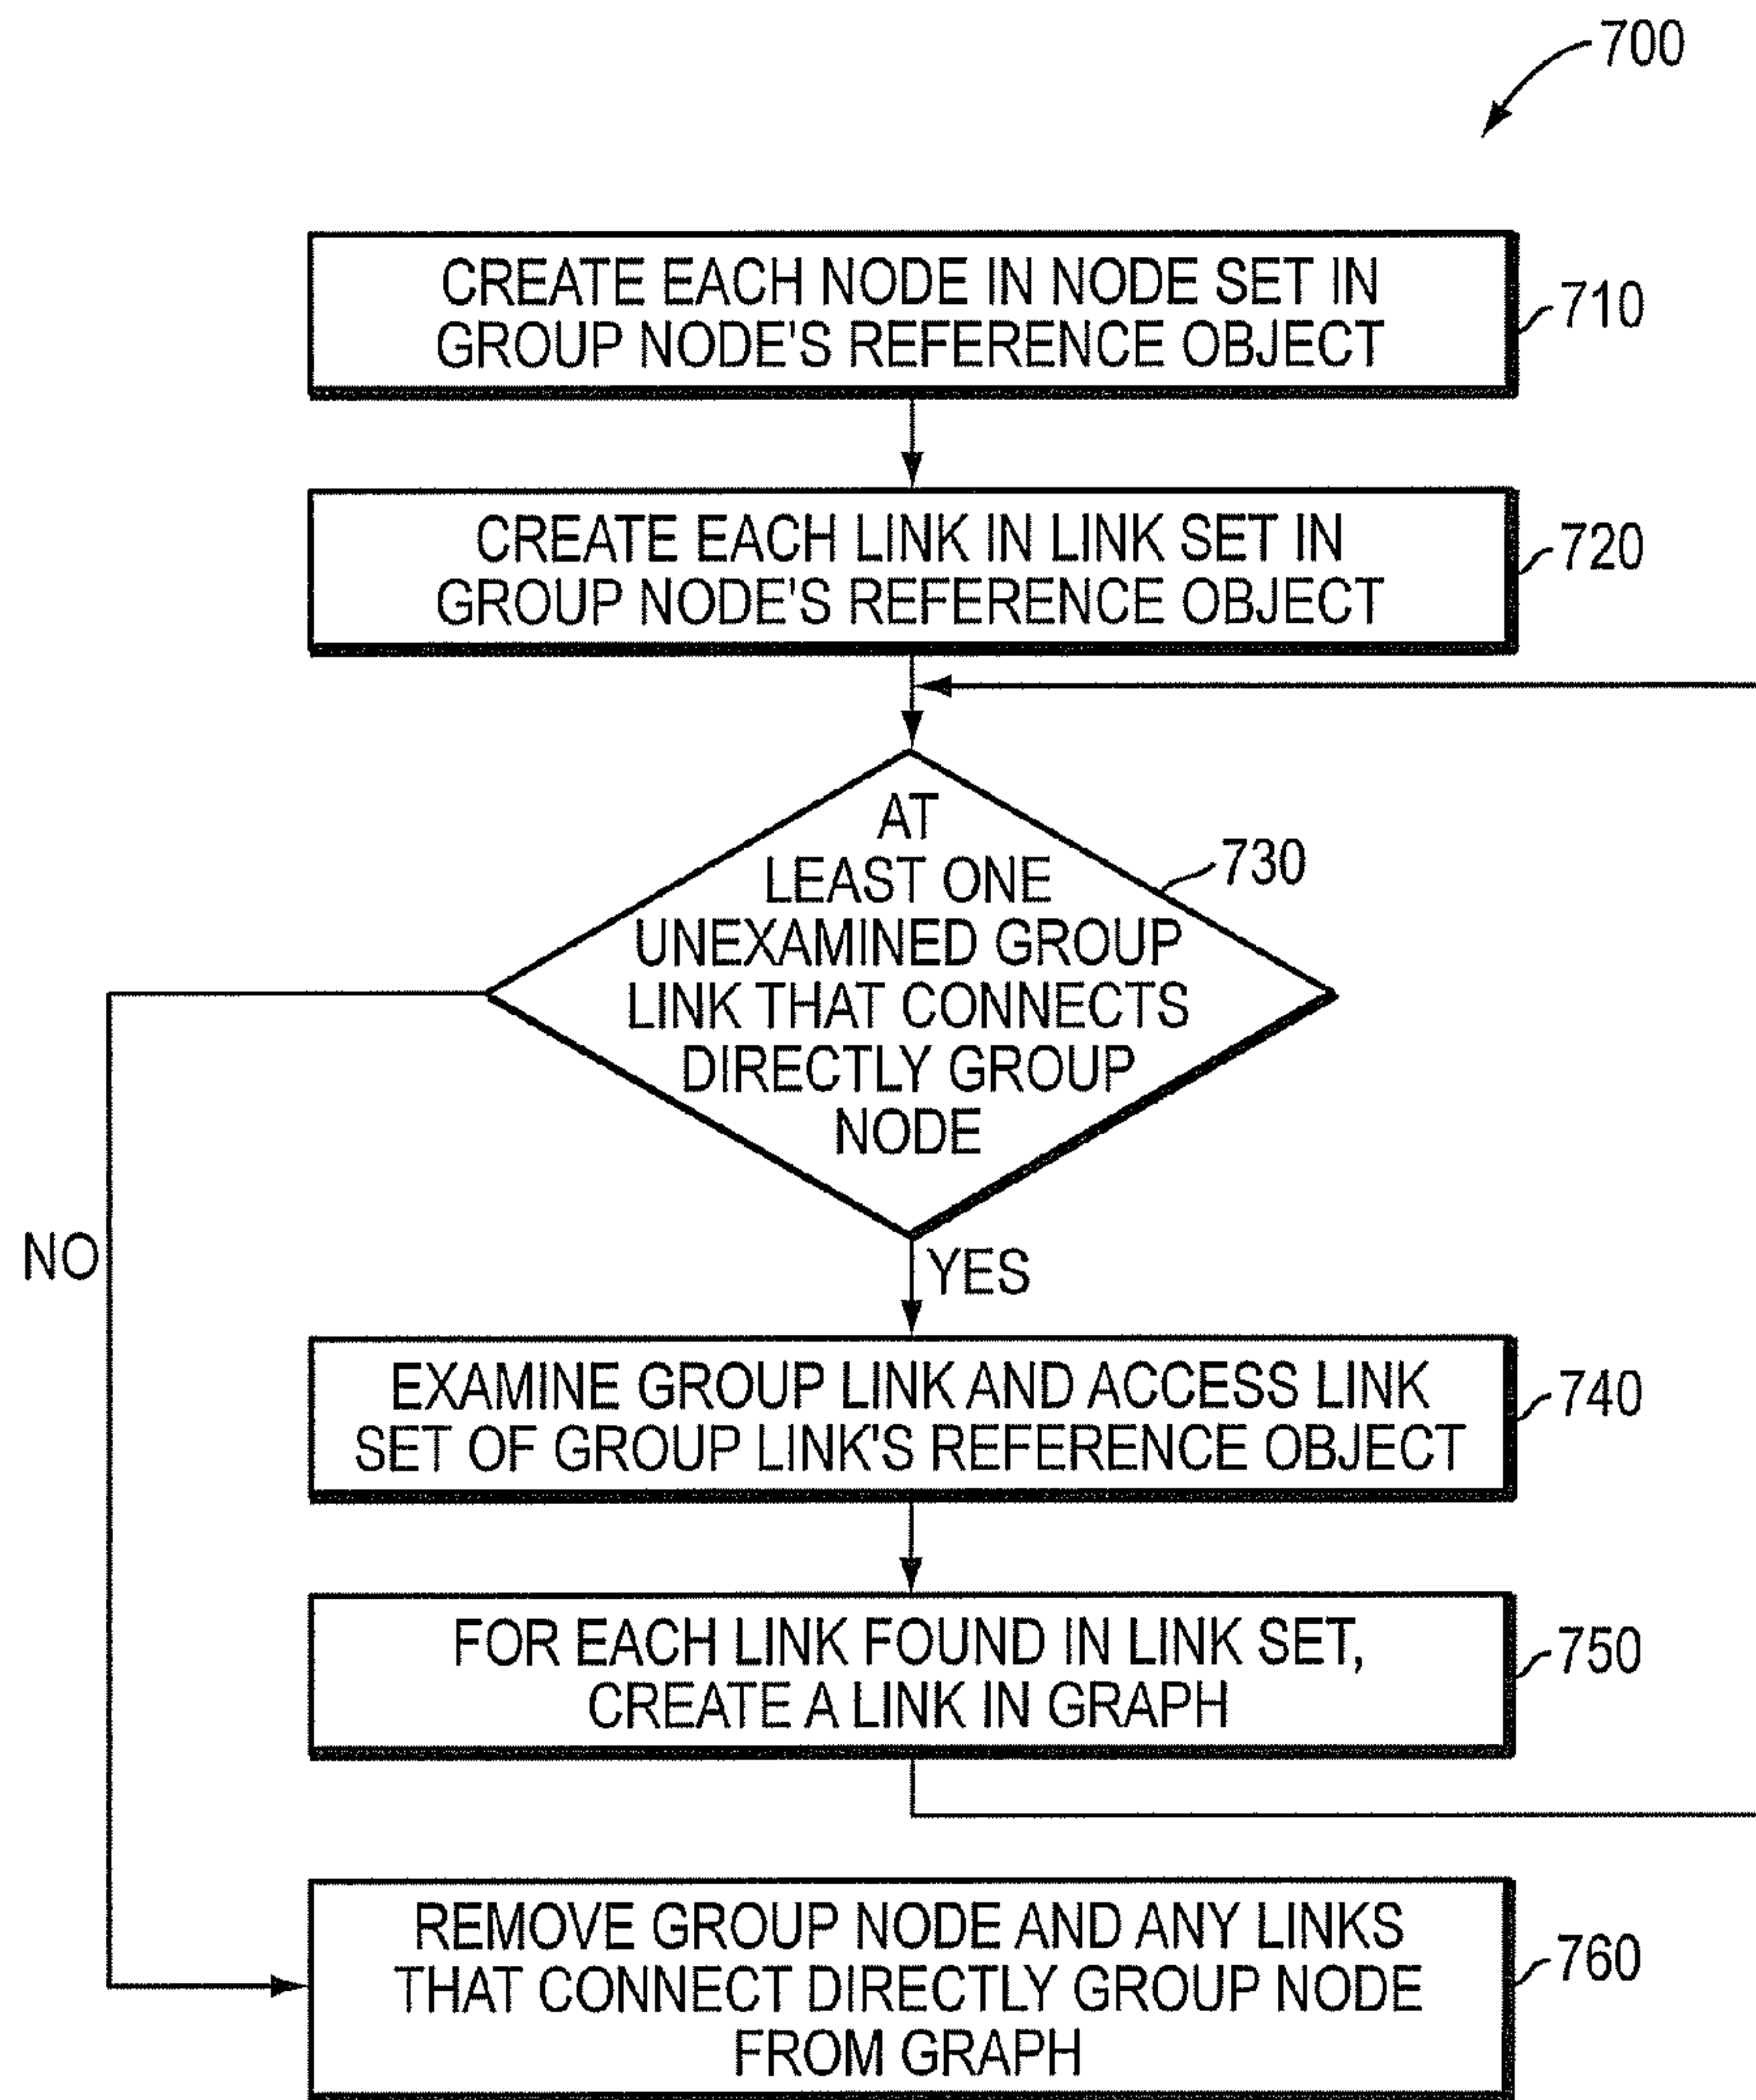 700
CREATE EACH NODE IN NODE SET IN
GROUP NODE'S REFERENCE OBJECT
710
CREATE EACH LINK IN LINK SET IN
GROUP NODE'S REFERENCE OBJECT
720
AT
LEAST ONE
UNEXAMINED GROUP
LINK THAT CONNECTS
DIRECTLY GROUP
NODE
730
NO
YES
EXAMINE GROUP LINK AND ACCESS LINK
SET OF GROUP LINK'S REFERENCE OBJECT
740
FOR EACH LINK FOUND IN LINK SET,
CREATE A LINK IN GRAPH
750
REMOVE GROUP NODE AND ANY LINKS
THAT CONNECT DIRECTLY GROUP NODE
FROM GRAPH
760